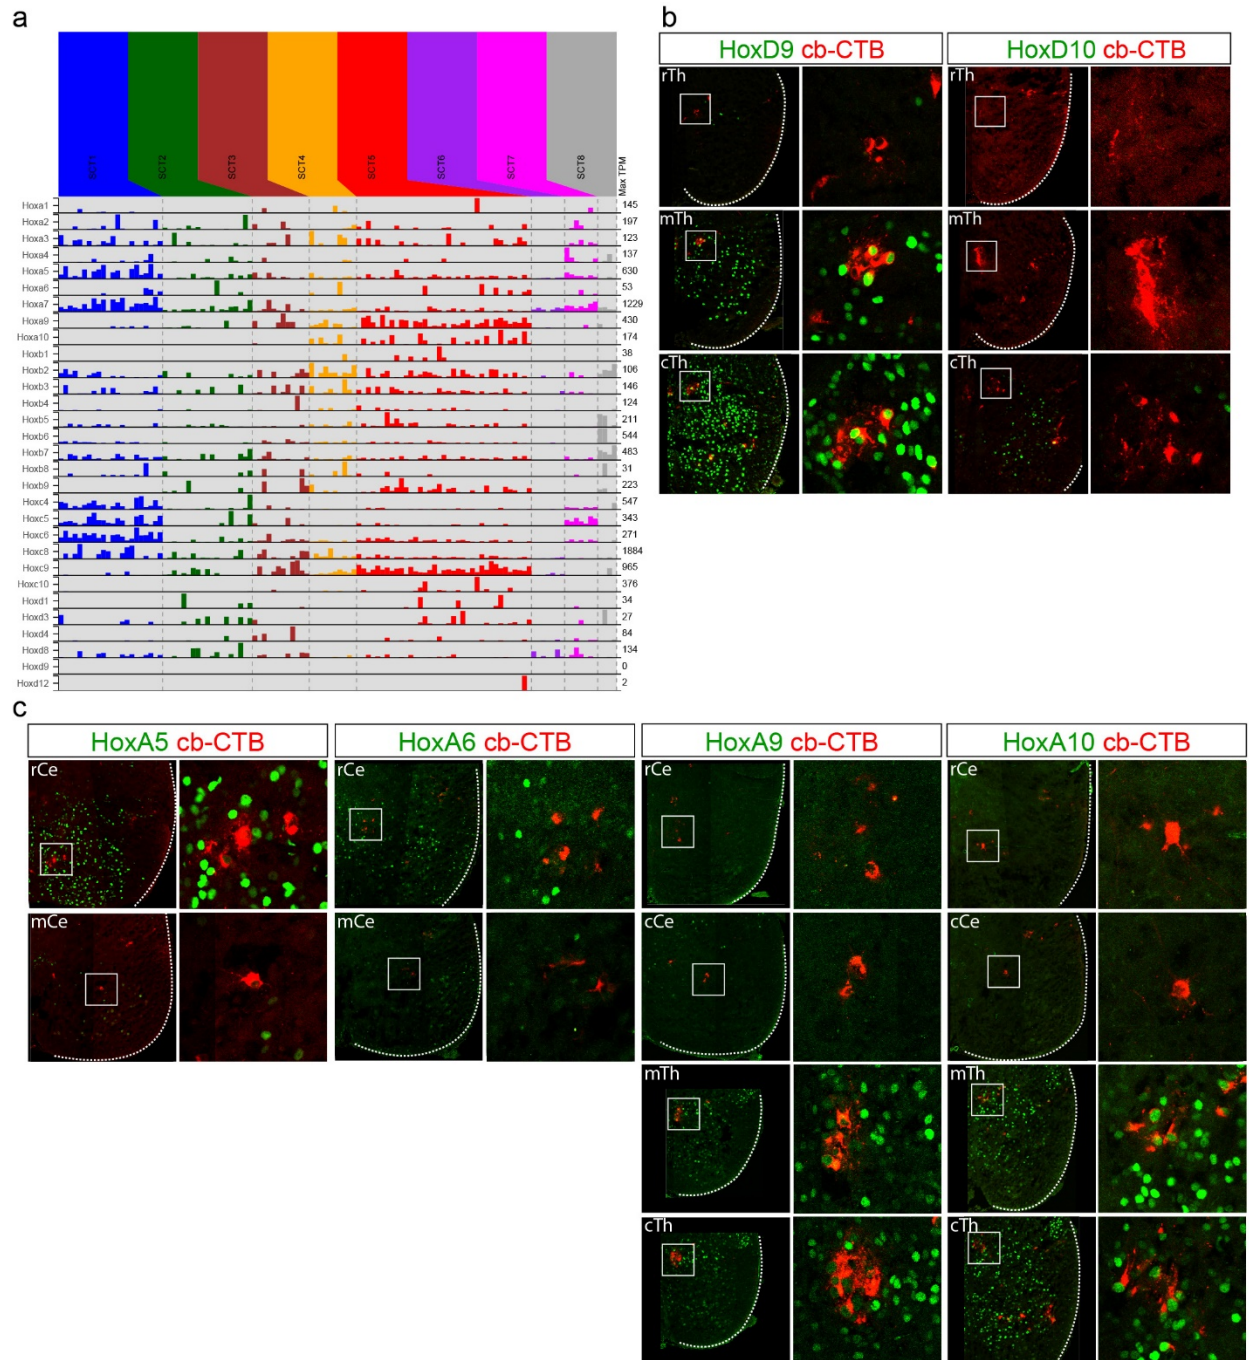 a
SCT1
SCT2
SCT3
SCT4
SCT5
SCT6
SCT7
SCT8
Max TPM
Hoxa1 145
Hoxa2 197
Hoxa3 123
Hoxa4 137
Hoxa5 630
Hoxa6 53
Hoxa7 1229
Hoxa9 430
Hoxa10 174
Hoxb1 38
Hoxb2 106
Hoxb3 146
Hoxb4 124
Hoxb5 211
Hoxb6 544
Hoxb7 483
Hoxb8 31
Hoxb9 223
Hoxc4 547
Hoxc5 343
Hoxc6 271
Hoxc8 1884
Hoxc9 965
Hoxc10 376
Hoxd1 34
Hoxd3 27
Hoxd4 84
Hoxd8 134
Hoxd9 0
Hoxd12 2
b
HoxD9 cb-CTB
HoxD10 cb-CTB
rTh
rTh
mTh
mTh
cTh
cTh
c
HoxA5 cb-CTB
HoxA6 cb-CTB
HoxA9 cb-CTB
HoxA10 cb-CTB
rCe
rCe
rCe
rCe
mCe
mCe
cCe
cCe
mTh
mTh
cTh
cTh